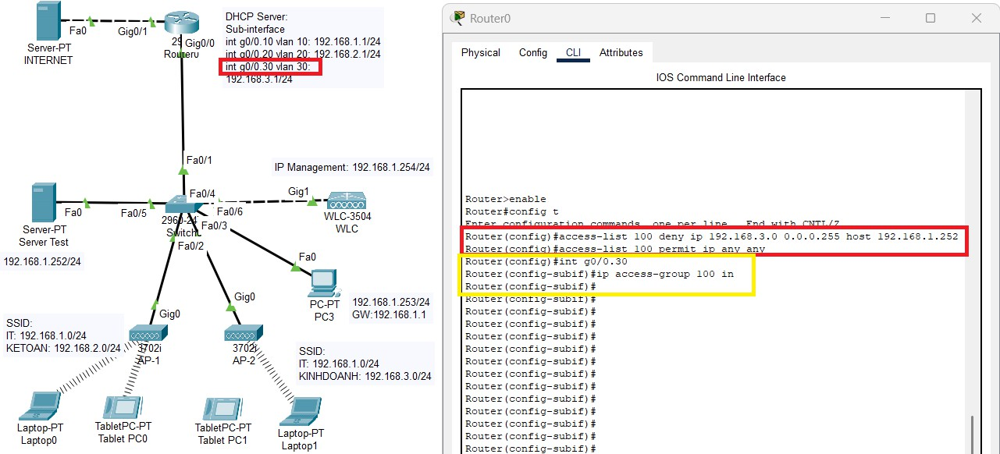 DHCP Server:
Sub-interface
int g0/0.10 vlan 10: 192.168.1.1/24
int g0/0.20 vlan 20: 192.168.2.1/24
int g0/0.30 vlan 30:
192.168.3.1/24
Fa0
Gig0/1
Gig0/0
Server-PT
INTERNET
Fa0/1
IP Management: 192.168.1.254/24
Fa0/4
Gig1
Fa0
Fa0/5
Fa0/6
WLC-3504
WLC
Server-PT
Server Test
Fa0/3
Fa0/2
192.168.1.252/24
Fa0
PC-PT
PC3
192.168.1.253/24
GW:192.168.1.1
Gig0
Gig0
SSID:
IT: 192.168.1.0/24
KETOAN: 192.168.2.0/24
3702i
AP-1
3702i
AP-2
SSID:
IT: 192.168.1.0/24
KINHDOANH: 192.168.3.0/24
Laptop-PT
Laptop0
TabletPC-PT
Tablet PC0
TabletPC-PT
Tablet PC1
Laptop-PT
Laptop1
Router0
Physical Config CLI Attributes
IOS Command Line Interface
Router>enable
Router#config t
Enter configuration commands, one per line. End with CNTL/Z.
Router(config)#access-list 100 deny ip 192.168.3.0 0.0.0.255 host 192.168.1.252
Router(config)#access-list 100 permit ip any any
Router(config)#int g0/0.30
Router(config-subif)#ip access-group 100 in
Router(config-subif)#
Router(config-subif)#
Router(config-subif)#
Router(config-subif)#
Router(config-subif)#
Router(config-subif)#
Router(config-subif)#
Router(config-subif)#
Router(config-subif)#
Router(config-subif)#
Router(config-subif)#
Router(config-subif)#
Router(config-subif)#
Router(config-subif)#